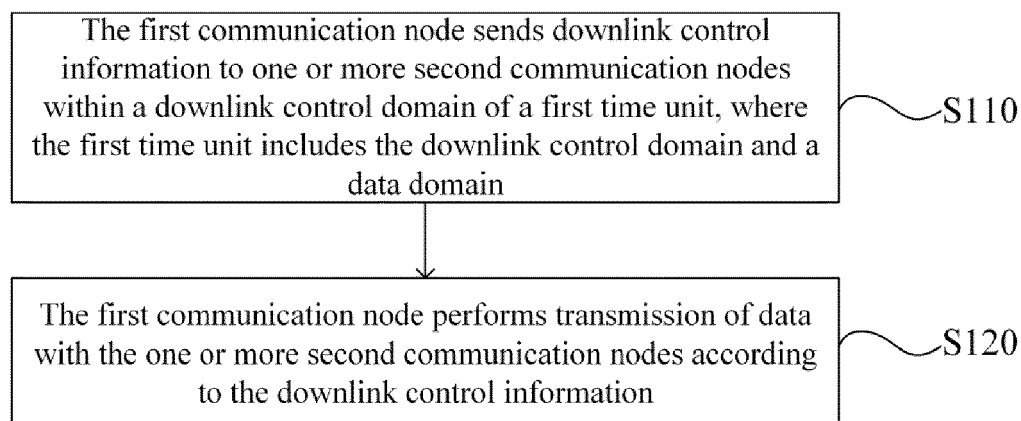 The first communication node sends downlink control
information to one or more second communication nodes
within a downlink control domain of a first time unit, where
the first time unit includes the downlink control domain and a
data domain
S110
The first communication node performs transmission of data
with the one or more second communication nodes according
to the downlink control information
S120